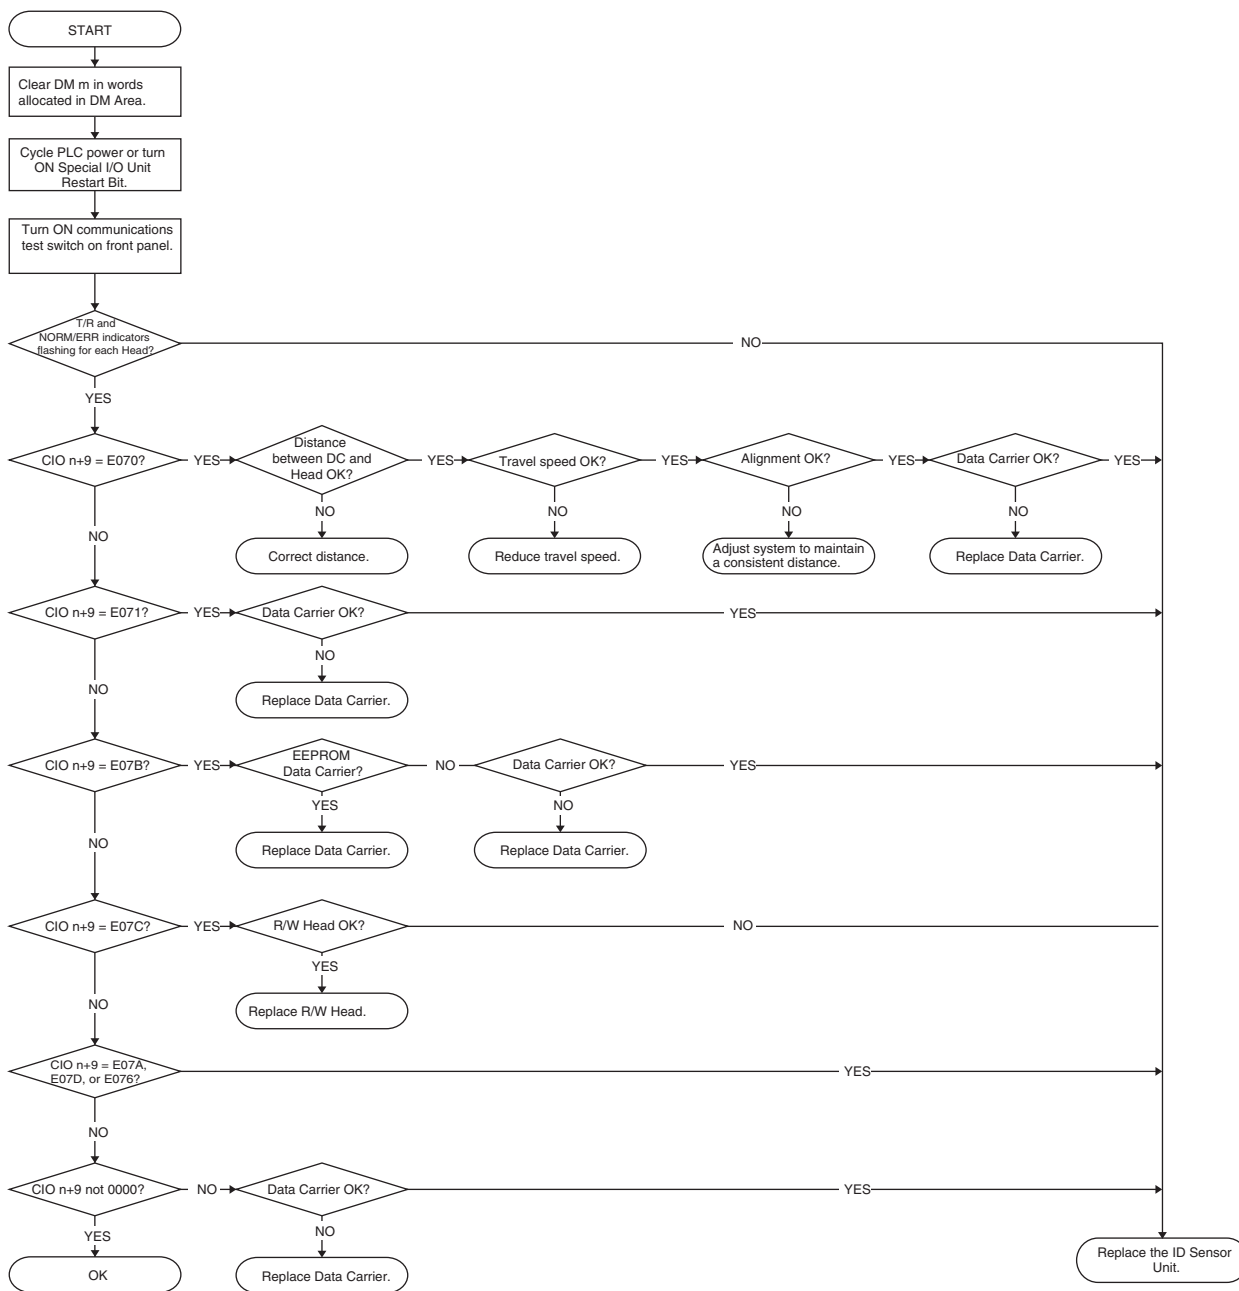 START
Clear DM m in words
allocated in DM Area.
Cycle PLC power or turn
ON Special I/O Unit
Restart Bit.
Turn ON communications
test switch on front panel.
T/R and
NORM/ERR indicators
flashing for each Head?
NO
YES
CIO n+9 = E070?
YES
Distance
between DC and
Head OK?
YES
Travel speed OK?
YES
Alignment OK?
YES
Data Carrier OK?
YES
NO
NO
NO
NO
NO
Correct distance.
Reduce travel speed.
Adjust system to maintain
a consistent distance.
Replace Data Carrier.
CIO n+9 = E071?
YES
Data Carrier OK?
YES
NO
NO
Replace Data Carrier.
CIO n+9 = E07B?
YES
EEPROM
Data Carrier?
NO
Data Carrier OK?
YES
YES
NO
NO
Replace Data Carrier.
Replace Data Carrier.
CIO n+9 = E07C?
YES
R/W Head OK?
NO
YES
NO
Replace R/W Head.
CIO n+9 = E07A,
E07D, or E076?
YES
NO
CIO n+9 not 0000?
NO
Data Carrier OK?
YES
YES
NO
OK
Replace Data Carrier.
Replace the ID Sensor
Unit.